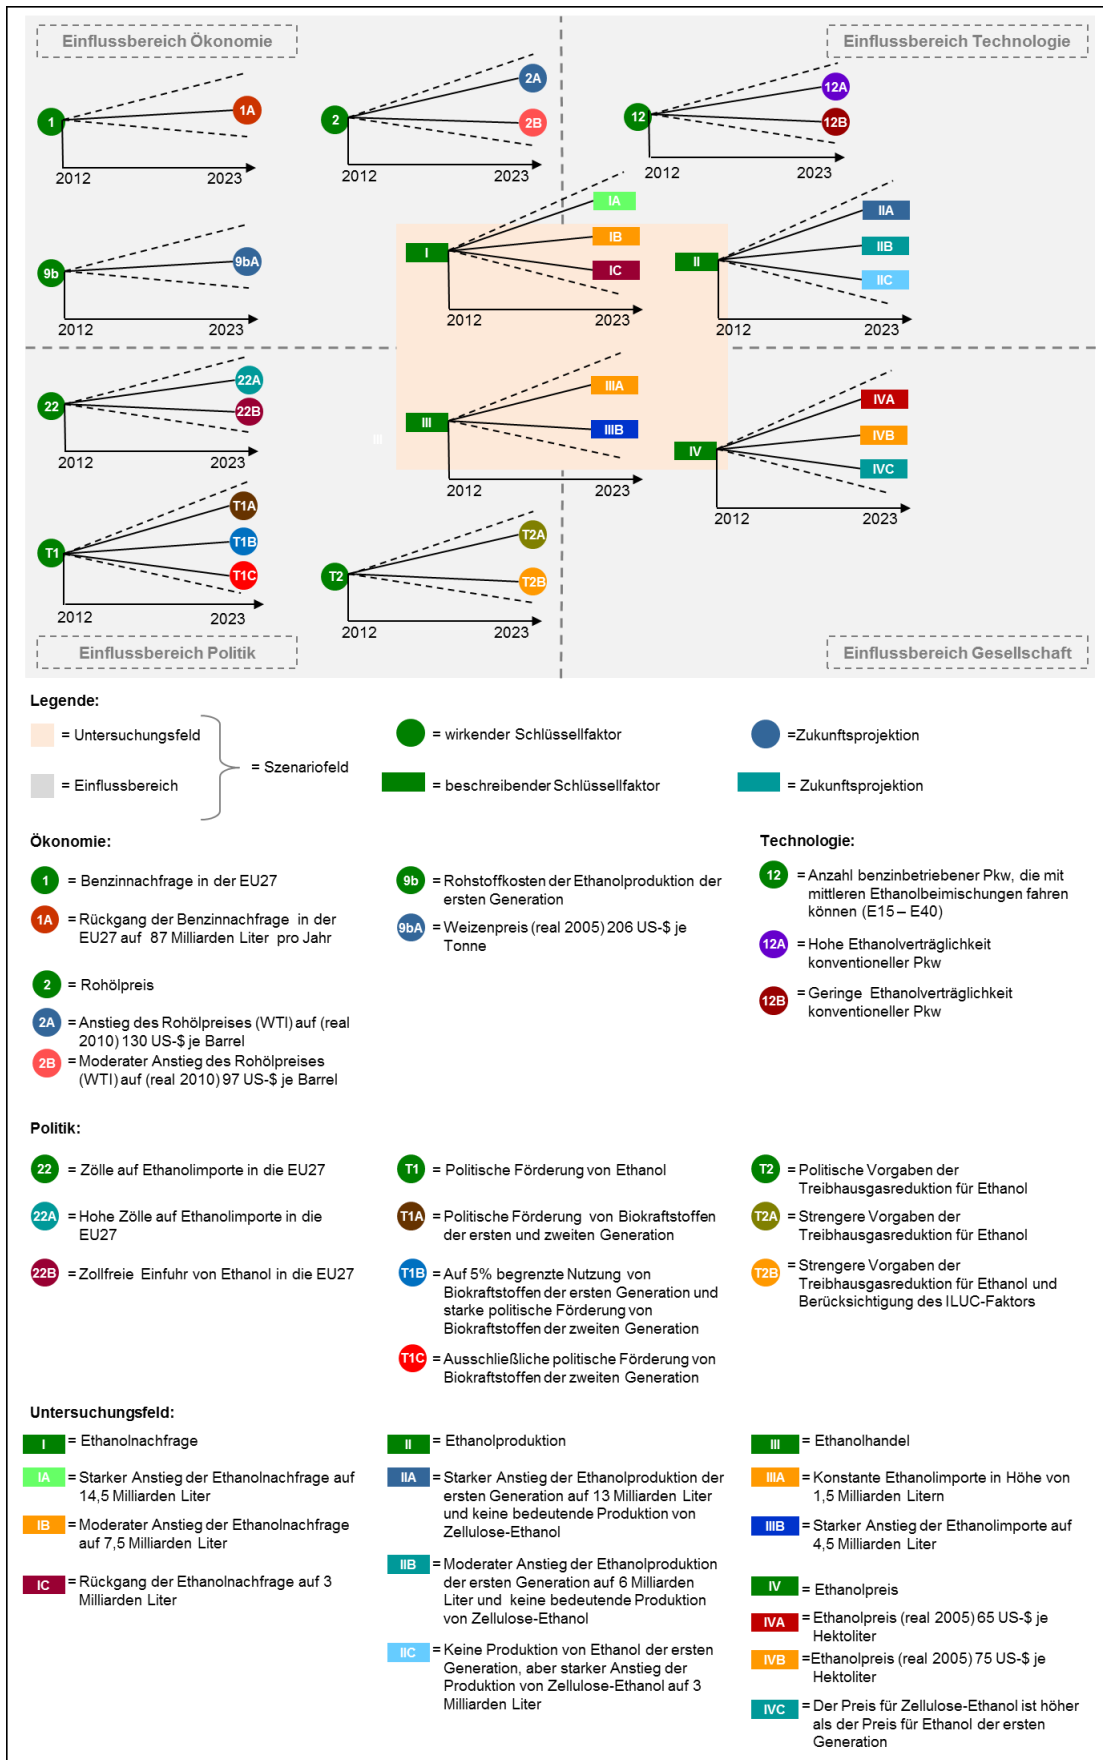 Einflussbereich Ökonomie
Einflussbereich Technologie
1
1A
2012
2023
2
2A
2B
2012
2023
12
12A
12B
2012
2023
9b
9bA
2012
2023
I
IA
IB
IC
2012
2023
II
IIA
IIB
IIC
2012
2023
22
22A
22B
2012
2023
III
III
IIIA
IIIB
2012
2023
IV
IVA
IVB
IVC
2012
2023
T1
T1A
T1B
T1C
2012
2023
T2
T2A
T2B
2012
2023
Einflussbereich Politik
Einflussbereich Gesellschaft
Legende:
= Untersuchungsfeld
= Einflussbereich
= Szenariofeld
= wirkender Schlüsselfaktor
= beschreibender Schlüsselfaktor
=Zukunftsprojektion
= Zukunftsprojektion
Ökonomie:
1 = Benzinnachfrage in der EU27
1A = Rückgang der Benzinnachfrage in der
EU27 auf 87 Milliarden Liter pro Jahr
2 = Rohölpreis
2A = Anstieg des Rohölpreises (WTI) auf (real
2010) 130 US-$ je Barrel
2B = Moderater Anstieg des Rohölpreises
(WTI) auf (real 2010) 97 US-$ je Barrel
9b = Rohstoffkosten der Ethanolproduktion der
ersten Generation
9bA = Weizenpreis (real 2005) 206 US-$ je
Tonne
Technologie:
12 = Anzahl benzinbetriebener Pkw, die mit
mittleren Ethanolbeimischungen fahren
können (E15 – E40)
12A = Hohe Ethanolverträglichkeit
konventioneller Pkw
12B = Geringe Ethanolverträglichkeit
konventioneller Pkw
Politik:
22 = Zölle auf Ethanolimporte in die EU27
22A = Hohe Zölle auf Ethanolimporte in die
EU27
22B = Zollfreie Einfuhr von Ethanol in die EU27
T1 = Politische Förderung von Ethanol
T1A = Politische Förderung von Biokraftstoffen
der ersten und zweiten Generation
T1B = Auf 5% begrenzte Nutzung von
Biokraftstoffen der ersten Generation und
starke politische Förderung von
Biokraftstoffen der zweiten Generation
T1C = Ausschließliche politische Förderung von
Biokraftstoffen der zweiten Generation
T2 = Politische Vorgaben der
Treibhausgasreduktion für Ethanol
T2A = Strengere Vorgaben der
Treibhausgasreduktion für Ethanol
T2B = Strengere Vorgaben der
Treibhausgasreduktion für Ethanol und
Berücksichtigung des ILUC-Faktors
Untersuchungsfeld:
I = Ethanolnachfrage
IA = Starker Anstieg der Ethanolnachfrage auf
14,5 Milliarden Liter
IB = Moderater Anstieg der Ethanolnachfrage
auf 7,5 Milliarden Liter
IC = Rückgang der Ethanolnachfrage auf 3
Milliarden Liter
II = Ethanolproduktion
IIA = Starker Anstieg der Ethanolproduktion der
ersten Generation auf 13 Milliarden Liter
und keine bedeutende Produktion von
Zellulose-Ethanol
IIB = Moderater Anstieg der Ethanolproduktion
der ersten Generation auf 6 Milliarden
Liter und keine bedeutende Produktion
von Zellulose-Ethanol
IIC = Keine Produktion von Ethanol der ersten
Generation, aber starker Anstieg der
Produktion von Zellulose-Ethanol auf 3
Milliarden Liter
III = Ethanolhandel
IIIA = Konstante Ethanolimporte in Höhe von
1,5 Milliarden Litern
IIIB = Starker Anstieg der Ethanolimporte auf
4,5 Milliarden Liter
IV = Ethanolpreis
IVA = Ethanolpreis (real 2005) 65 US-$ je
Hektoliter
IVB =Ethanolpreis (real 2005) 75 US-$ je
Hektoliter
IVC = Der Preis für Zellulose-Ethanol ist höher
als der Preis für Ethanol der ersten
Generation